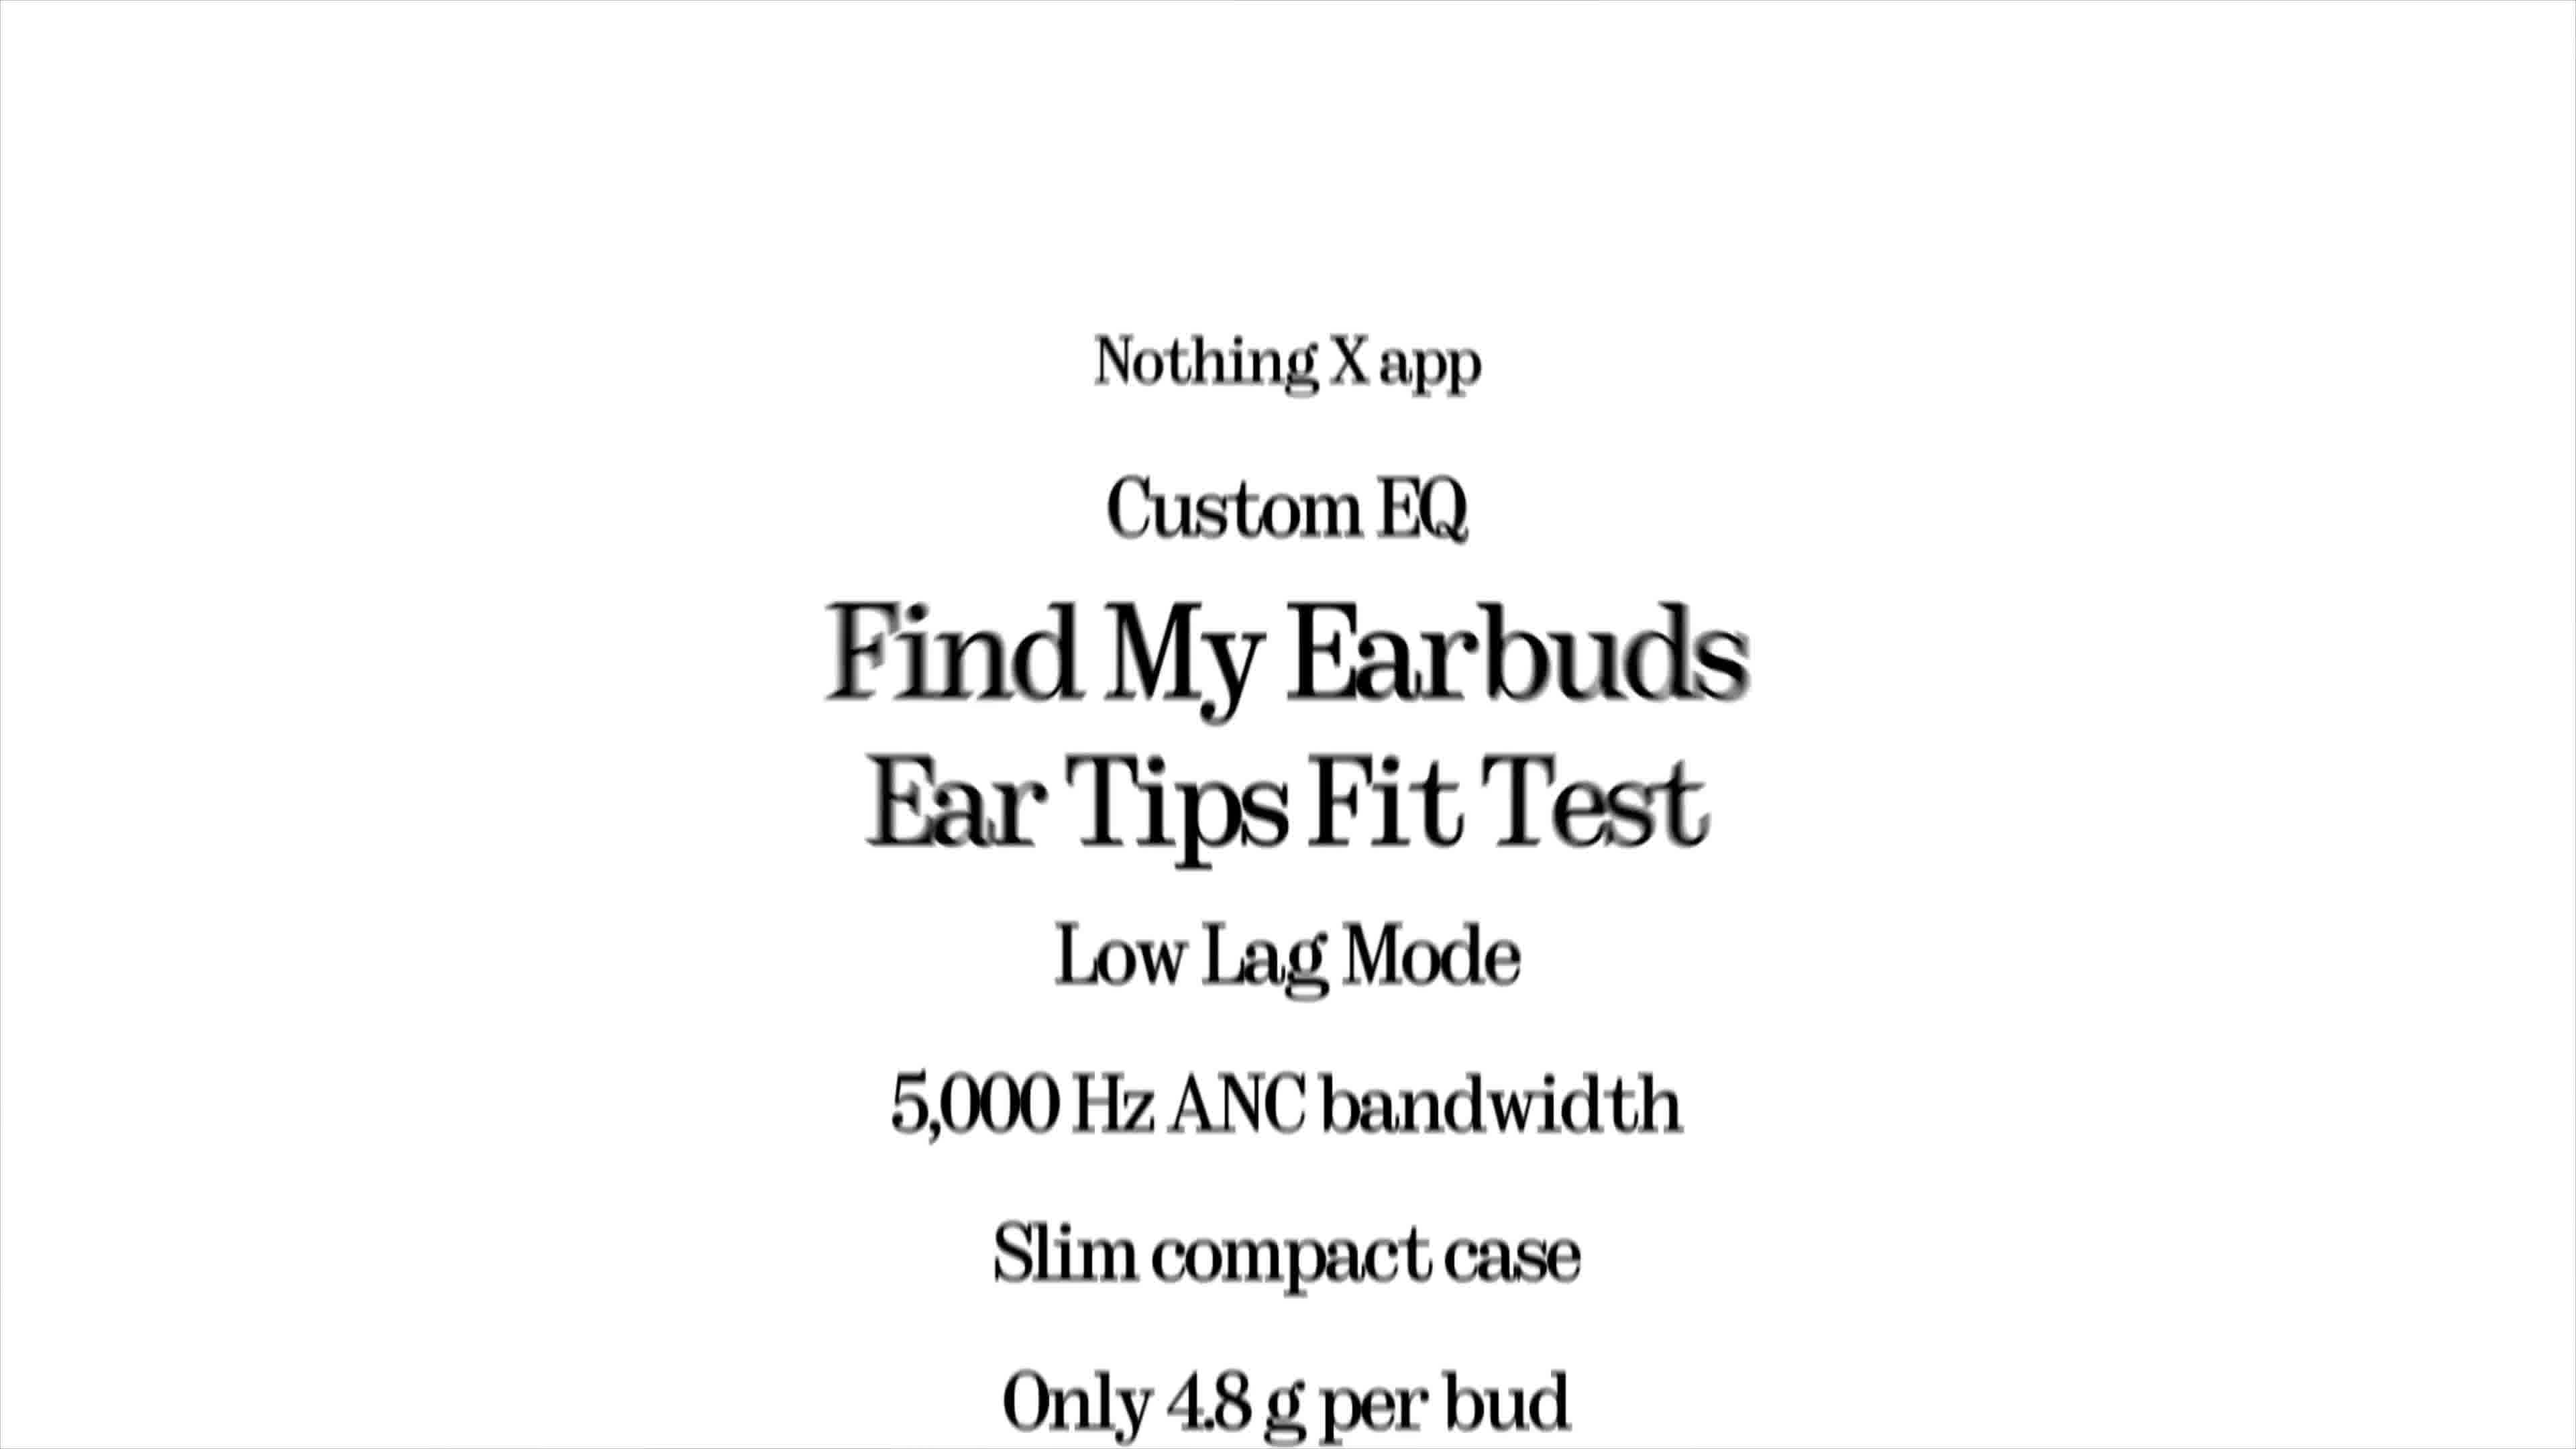 Nothing X app
Custom EQ
Find My Earbuds
Ear Tips Fit Test
Low Lag Mode
5,000 Hz ANC bandwidth
Slim compact case
Only 4.8 g per bud